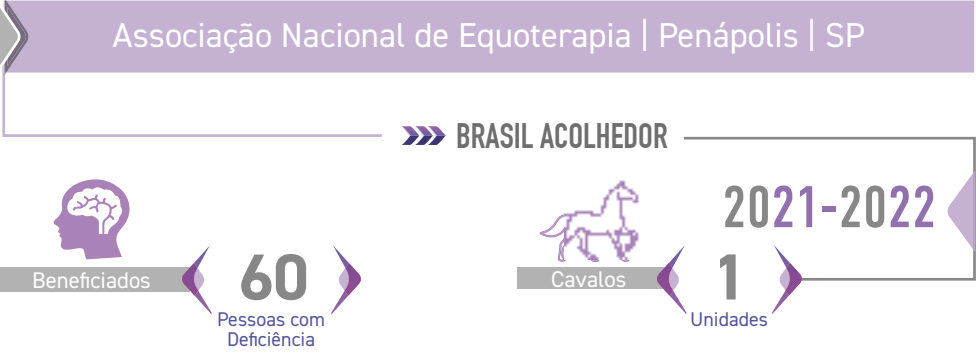 Associação Nacional de Equoterapia | Penápolis | SP
BRASIL ACOLHEDOR
2021-2022
Beneficiados
60
Pessoas com
Deficiência
Cavalos
1
Unidades